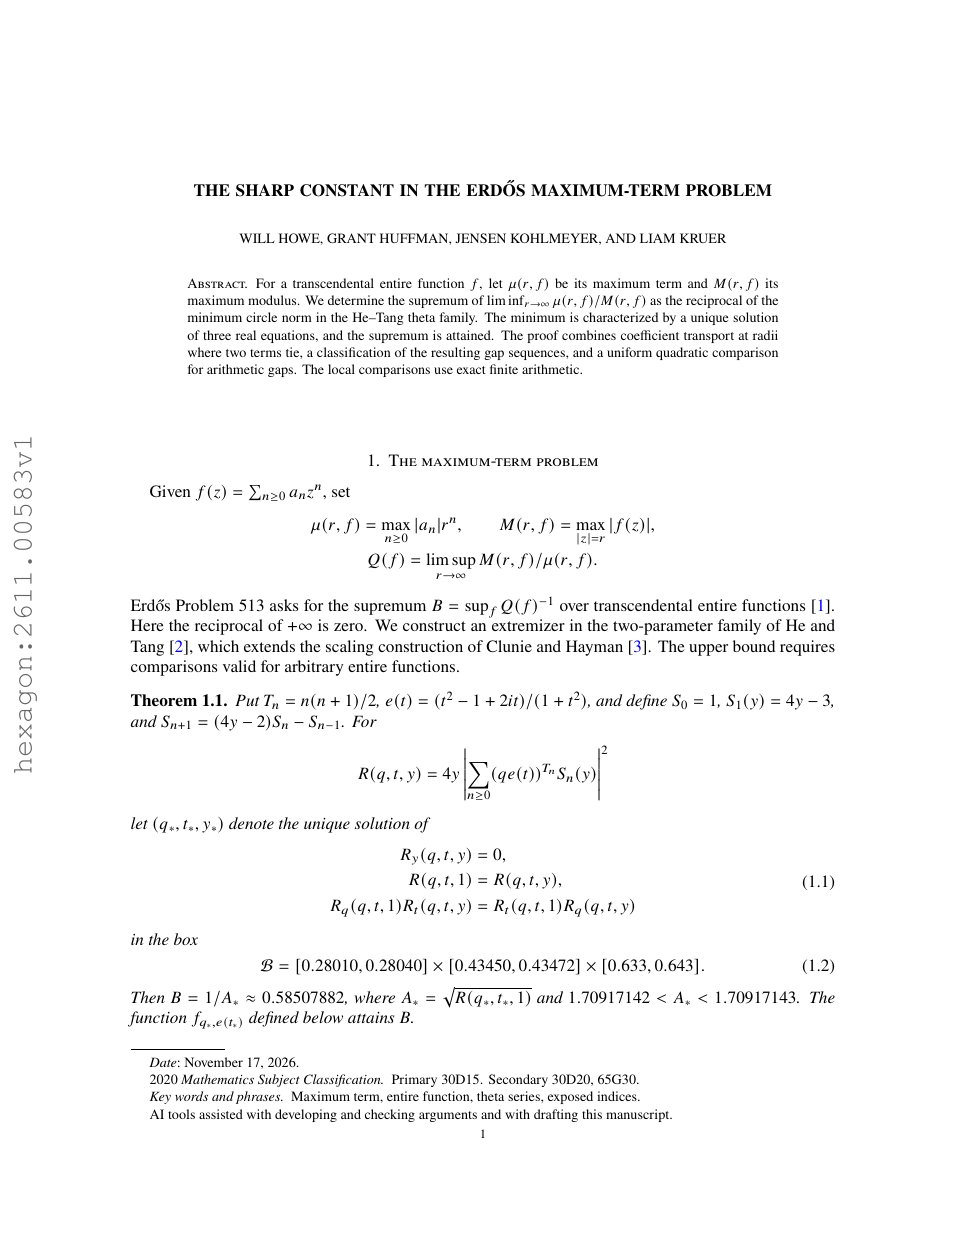 THE SHARP CONSTANT IN THE ERDŐS MAXIMUM-TERM PROBLEM
WILL HOWE, GRANT HUFFMAN, JENSEN KOHLMEYER, AND LIAM KRUER
Abstract. For a transcendental entire function f, let μ(r, f) be its maximum term and M(r, f) its
maximum modulus. We determine the supremum of lim inf_{r→∞} μ(r, f)/M(r, f) as the reciprocal of the
minimum circle norm in the He–Tang theta family. The minimum is characterized by a unique solution
of three real equations, and the supremum is attained. The proof combines coefficient transport at radii
where two terms tie, a classification of the resulting gap sequences, and a uniform quadratic comparison
for arithmetic gaps. The local comparisons use exact finite arithmetic.
1. The maximum-term problem
Given f(z) = ∑_{n≥0} a_n z^n, set
μ(r, f) = max_{n≥0} |a_n|r^n, M(r, f) = max_{|z|=r} |f(z)|,
Q(f) = lim sup_{r→∞} M(r, f)/μ(r, f).
Erdős Problem 513 asks for the supremum B = sup_f Q(f)^{-1} over transcendental entire functions [1].
Here the reciprocal of +∞ is zero. We construct an extremizer in the two-parameter family of He and
Tang [2], which extends the scaling construction of Clunie and Hayman [3]. The upper bound requires
comparisons valid for arbitrary entire functions.
Theorem 1.1. Put T_n = n(n + 1)/2, e(t) = (t^2 − 1 + 2it)/(1 + t^2), and define S_0 = 1, S_1(y) = 4y − 3,
and S_{n+1} = (4y − 2)S_n − S_{n−1}. For
R(q, t, y) = 4y |∑_{n≥0} (qe(t))^{T_n} S_n(y)|^2
let (q_*, t_*, y_*) denote the unique solution of
R_y(q, t, y) = 0,
R(q, t, 1) = R(q, t, y), (1.1)
R_q(q, t, 1)R_t(q, t, y) = R_t(q, t, 1)R_q(q, t, y)
in the box
ℬ = [0.28010, 0.28040] × [0.43450, 0.43472] × [0.633, 0.643]. (1.2)
Then B = 1/A_* ≈ 0.58507882, where A_* = √R(q_*, t_*, 1) and 1.70917142 < A_* < 1.70917143. The
function f_{q_*,e(t_*)} defined below attains B.
Date: November 17, 2026.
2020 Mathematics Subject Classification. Primary 30D15. Secondary 30D20, 65G30.
Key words and phrases. Maximum term, entire function, theta series, exposed indices.
AI tools assisted with developing and checking arguments and with drafting this manuscript.
1
hexagon:2611.00583v1